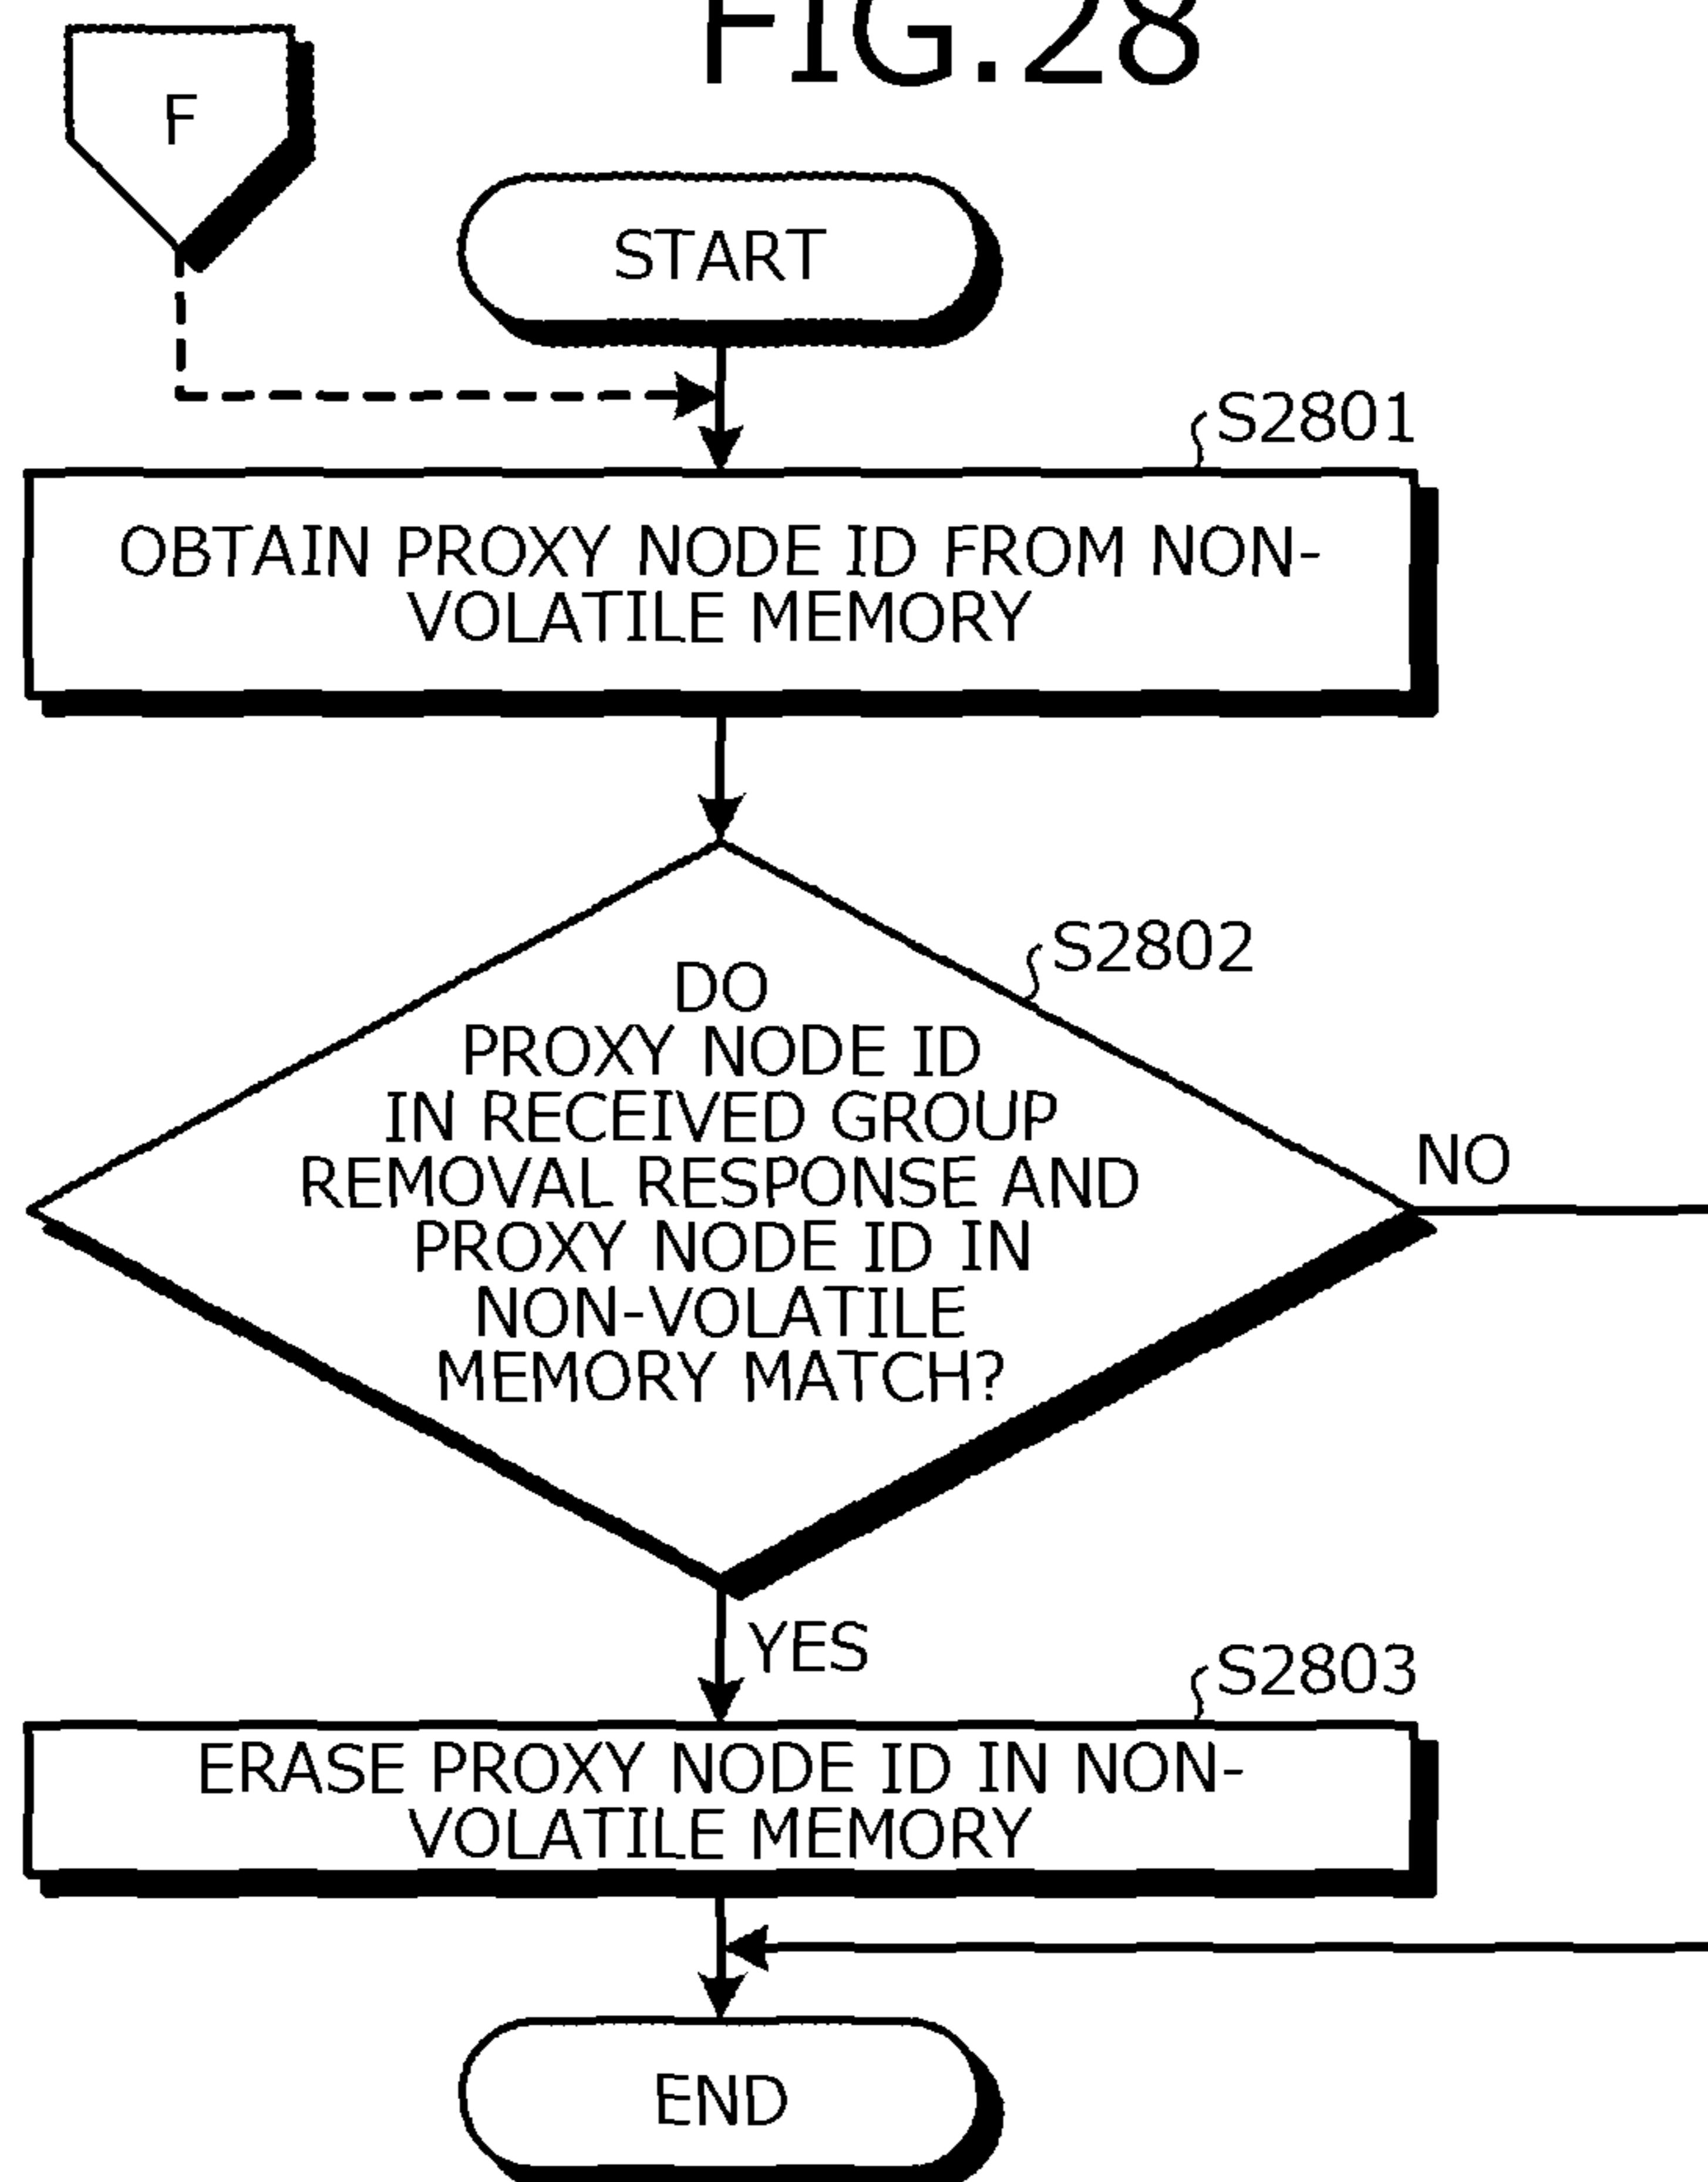 FIG.28
F
START
S2801
OBTAIN PROXY NODE ID FROM NON-
VOLATILE MEMORY
S2802
DO
PROXY NODE ID
IN RECEIVED GROUP
REMOVAL RESPONSE AND
PROXY NODE ID IN
NON-VOLATILE
MEMORY MATCH?
NO
YES
S2803
ERASE PROXY NODE ID IN NON-
VOLATILE MEMORY
END